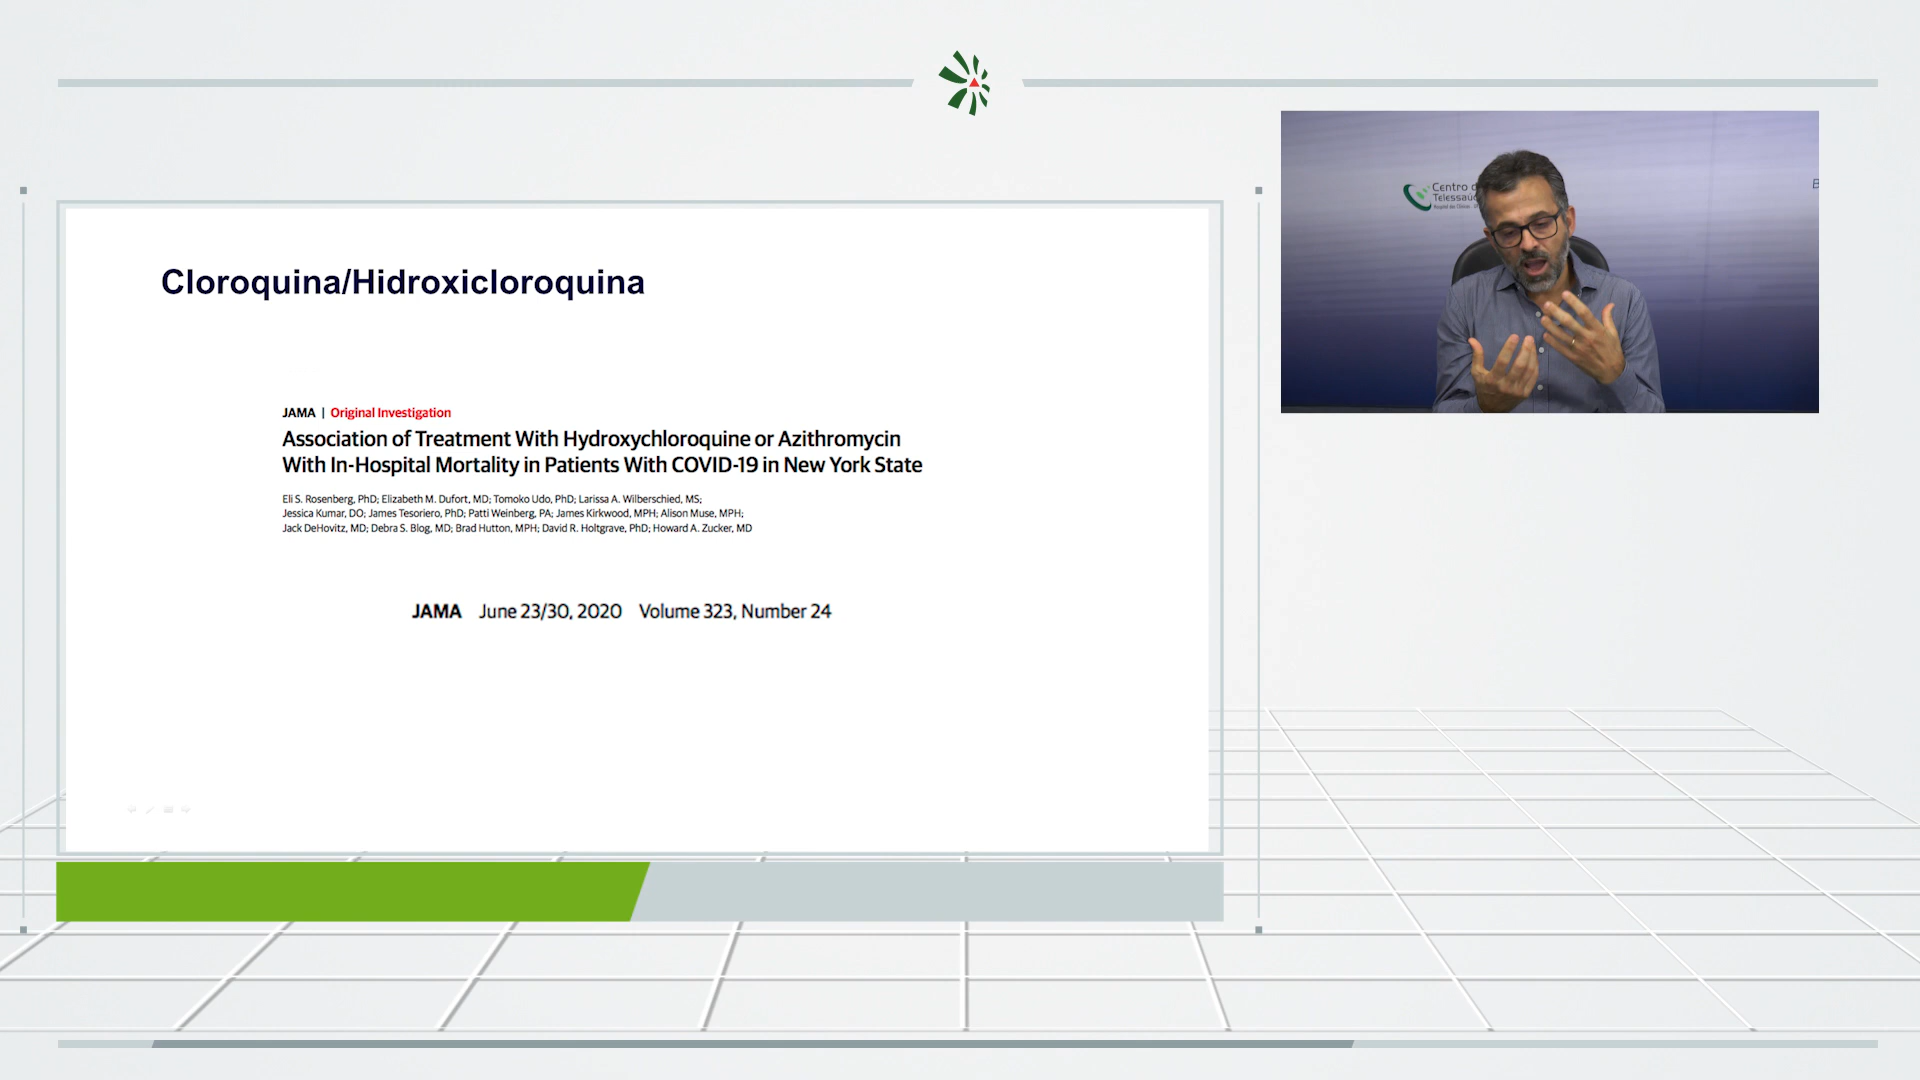 Cloroquina/Hidroxicloroquina
JAMA | Original Investigation
Association of Treatment With Hydroxychloroquine or Azithromycin
With In-Hospital Mortality in Patients With COVID-19 in New York State
Eli S. Rosenberg, PhD; Elizabeth M. Dufort, MD; Tomoko Udo, PhD; Larissa A. Wilberschied, MS;
Jessica Kumar, DO; James Tesoriero, PhD; Patti Weinberg, PA; James Kirkwood, MPH; Alison Muse, MPH;
Jack DeHovitz, MD; Debra S. Blog, MD; Brad Hutton, MPH; David R. Holtgrave, PhD; Howard A. Zucker, MD
JAMA June 23/30, 2020 Volume 323, Number 24
Centro